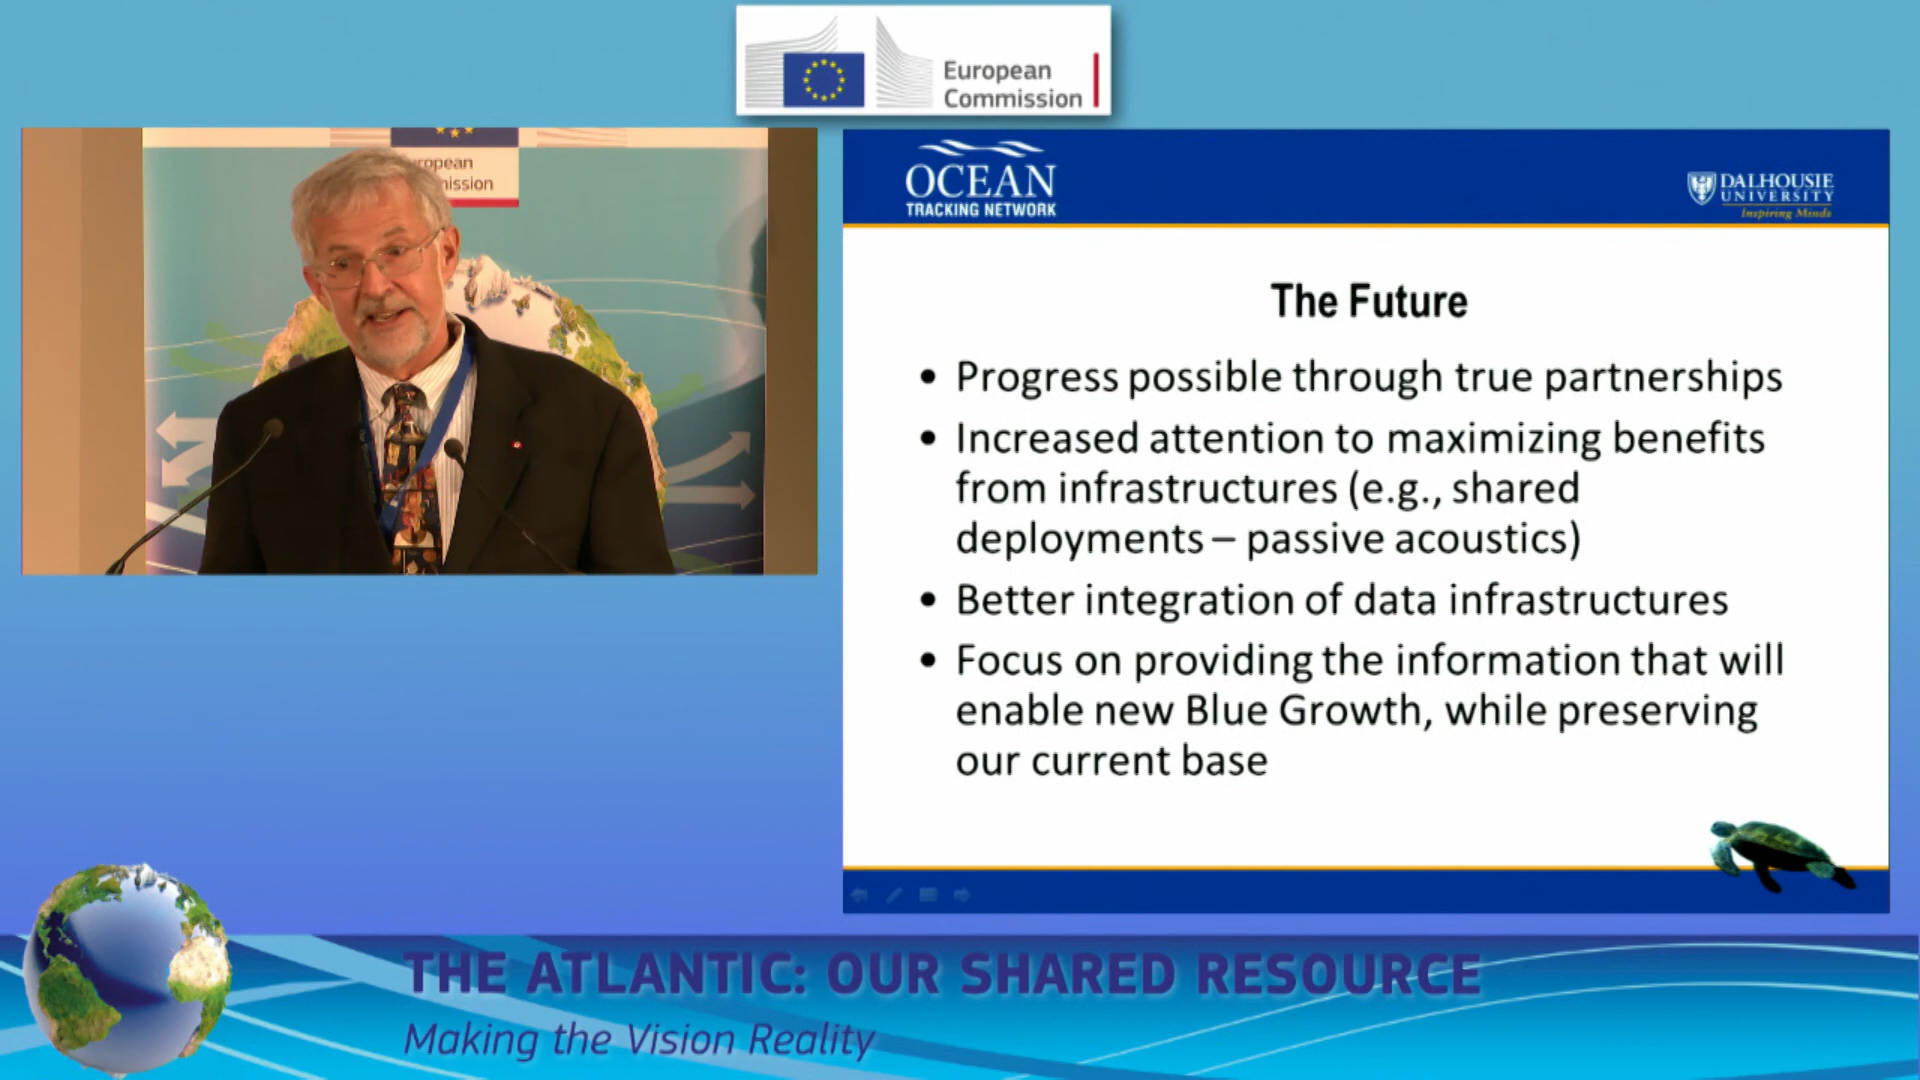 European
Commission
ropean
ission
OCEAN
TRACKING NETWORK
DALHOUSIE
UNIVERSITY
Inspiring Minds
The Future
• Progress possible through true partnerships
• Increased attention to maximizing benefits
from infrastructures (e.g., shared
deployments – passive acoustics)
• Better integration of data infrastructures
• Focus on providing the information that will
enable new Blue Growth, while preserving
our current base
THE ATLANTIC: OUR SHARED RESOURCE
Making the Vision Reality